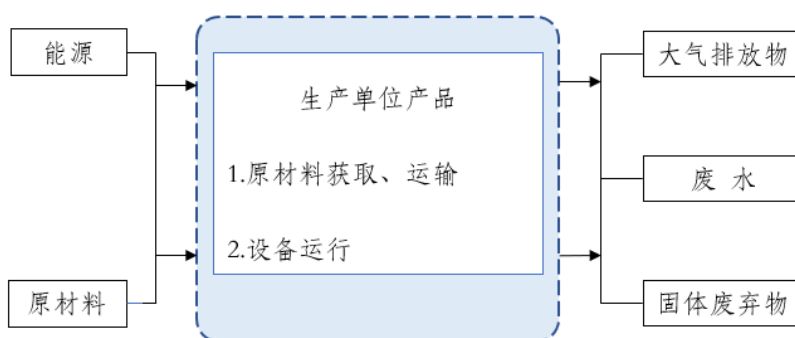 能源
原材料
生产单位产品
1.原材料获取、运输
2.设备运行
大气排放物
废 水
固体废弃物